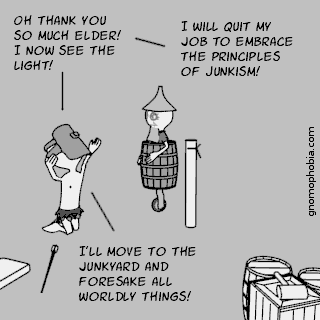 OH THANK YOU
SO MUCH ELDER!
I NOW SEE THE
LIGHT!
I WILL QUIT MY
JOB TO EMBRACE
THE PRINCIPLES
OF JUNKISM!
I'LL MOVE TO THE
JUNKYARD AND
FORESAKE ALL
WORLDLY THINGS!
gnomophobia.com